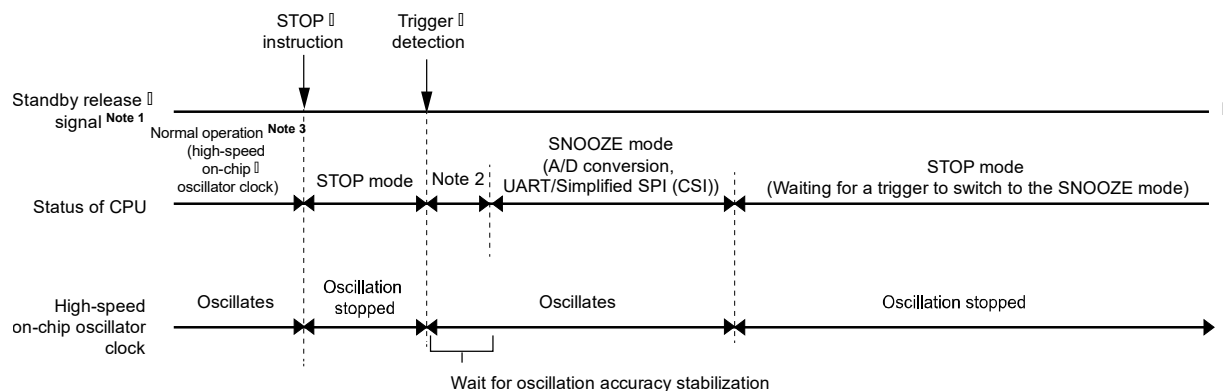 STOP
instruction
Trigger
detection
Standby release
signal Note 1
Normal operation Note 3
(high-speed
on-chip
oscillator clock)
STOP mode
Note 2
SNOOZE mode
(A/D conversion,
UART/Simplified SPI (CSI))
STOP mode
(Waiting for a trigger to switch to the SNOOZE mode)
Status of CPU
High-speed
on-chip oscillator
clock
Oscillates
Oscillation
stopped
Oscillates
Oscillation stopped
Wait for oscillation accuracy stabilization